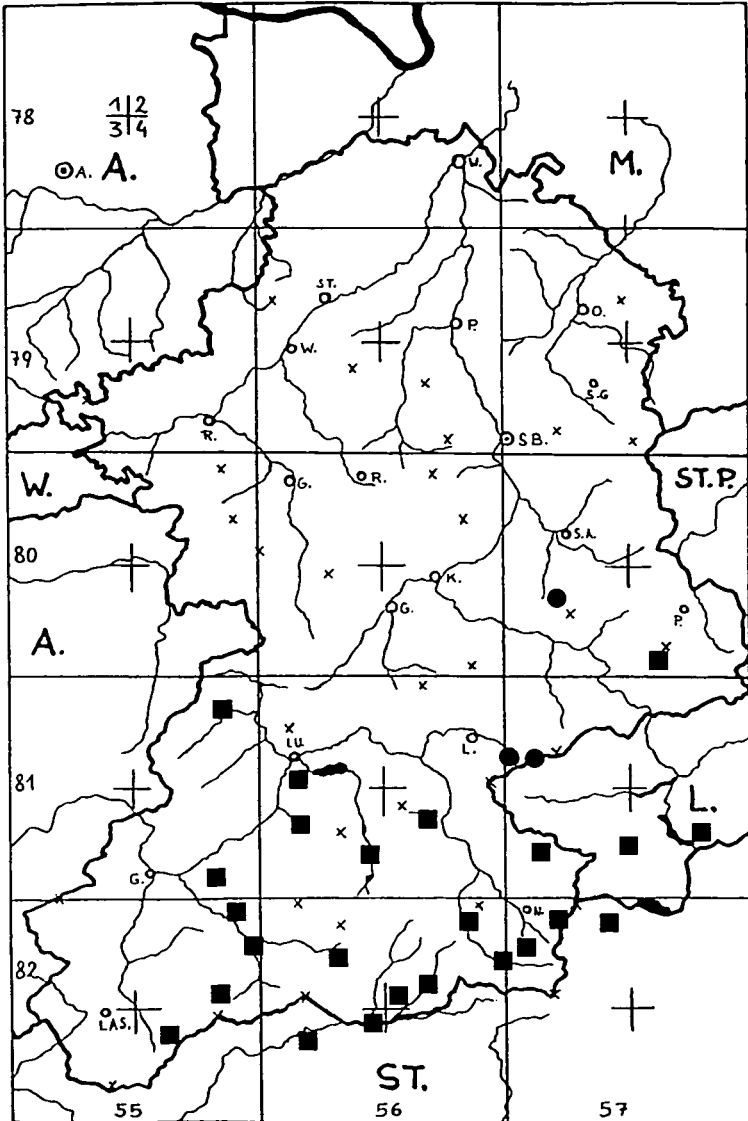 78
1 2
3 4
A.
A.
W.
M.
ST.
P.
O.
79
W.
S.G
R.
S.B.
W.
G.
R.
ST.P.
80
S.A.
K.
G.
P.
A.
LU.
L.
81
L.
G.
N.
82
LAS.
ST.
55
56
57